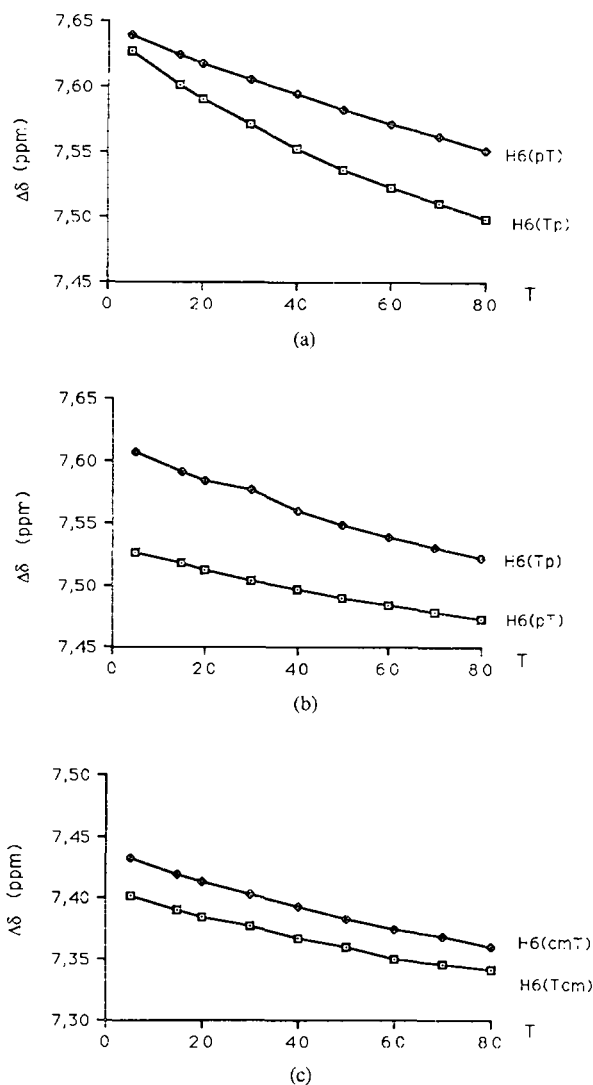 7,65
7,60
7,55
7,50
7,45
Δδ (ppm)
H6(pT)
H6(Tp)
0 20 40 60 80 T
(a)
7,65
7,60
7,55
7,50
7,45
Δδ (ppm)
H6(Tp)
H6(pT)
0 20 40 60 80 T
(b)
7,50
7,45
7,40
7,35
7,30
Δδ (ppm)
H6(cmT)
H6(Tcm)
0 20 40 60 80 T
(c)